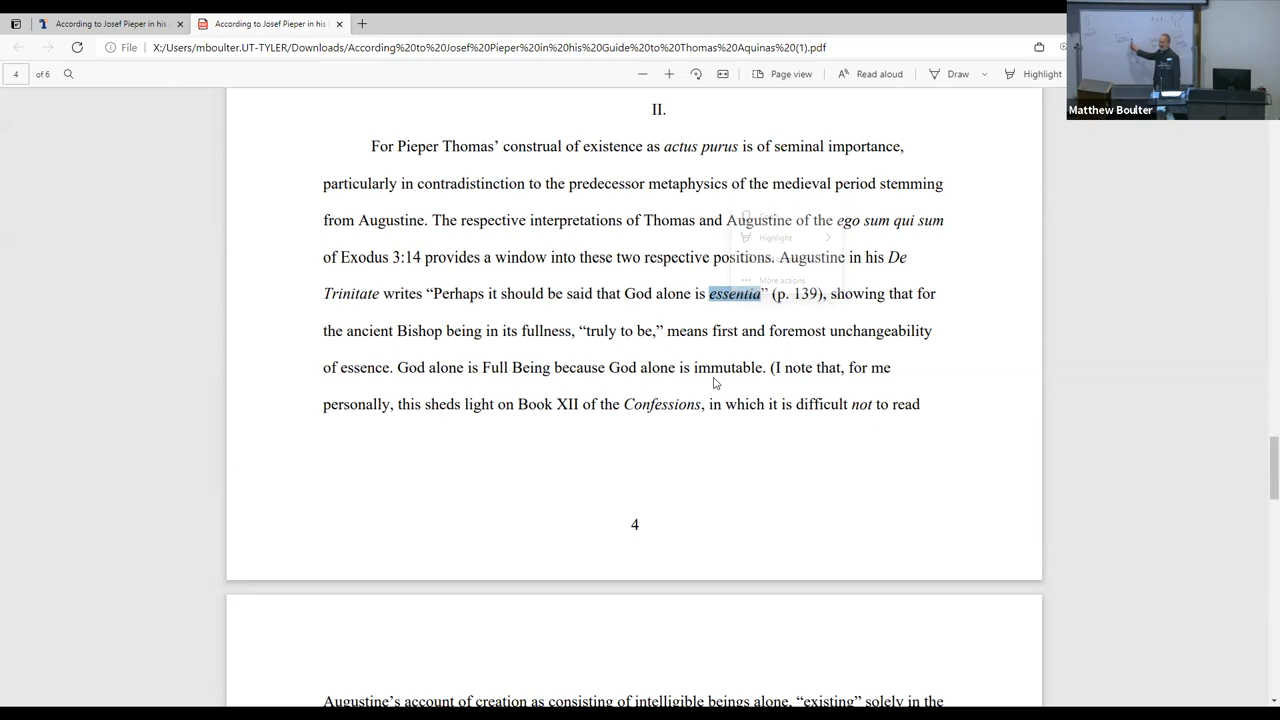 According to Josef Pieper in his
According to Josef Pieper in his
File
X:/Users/mboulter.UT-TYLER/Downloads/According%20to%20Josef%20Pieper%20in%20his%20Guide%20to%20Thomas%20Aquinas%20(1).pdf
4
of 6
Page view
Read aloud
Draw
Highlight
Matthew Boulter
II.
For Pieper Thomas’ construal of existence as actus purus is of seminal importance,
particularly in contradistinction to the predecessor metaphysics of the medieval period stemming
from Augustine. The respective interpretations of Thomas and Augustine of the ego sum qui sum
Highlight
of Exodus 3:14 provides a window into these two respective positions. Augustine in his De
More actions
Trinitate writes “Perhaps it should be said that God alone is essentia” (p. 139), showing that for
the ancient Bishop being in its fullness, “truly to be,” means first and foremost unchangeability
of essence. God alone is Full Being because God alone is immutable. (I note that, for me
personally, this sheds light on Book XII of the Confessions, in which it is difficult not to read
4
Augustine’s account of creation as consisting of intelligible beings alone, “existing” solely in the